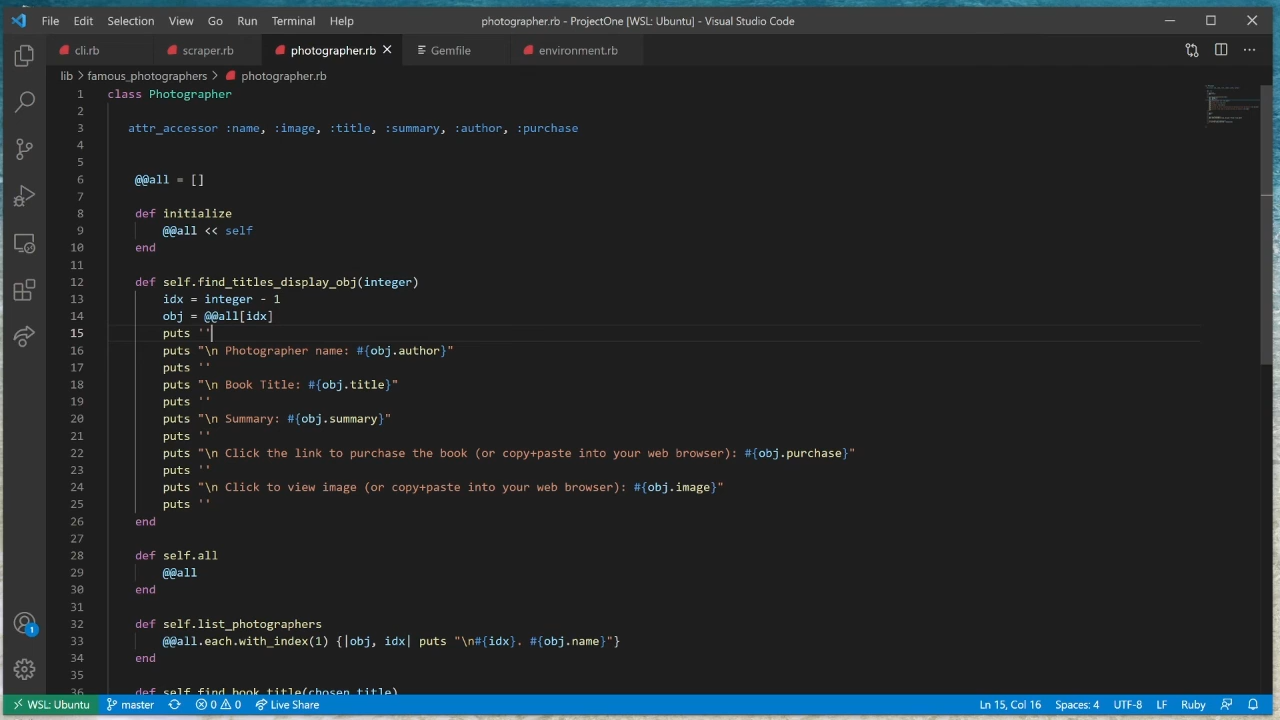 File Edit Selection View Go Run Terminal Help photographer.rb - ProjectOne [WSL: Ubuntu] - Visual Studio Code
cli.rb scraper.rb photographer.rb Gemfile environment.rb
lib > famous_photographers > photographer.rb
1 class Photographer
2
3 attr_accessor :name, :image, :title, :summary, :author, :purchase
4
5
6 @@all = []
7
8 def initialize
9 @@all << self
10 end
11
12 def self.find_titles_display_obj(integer)
13 idx = integer - 1
14 obj = @@all[idx]
15 puts ''
16 puts "\n Photographer name: #{obj.author}"
17 puts ''
18 puts "\n Book Title: #{obj.title}"
19 puts ''
20 puts "\n Summary: #{obj.summary}"
21 puts ''
22 puts "\n Click the link to purchase the book (or copy+paste into your web browser): #{obj.purchase}"
23 puts ''
24 puts "\n Click to view image (or copy+paste into your web browser): #{obj.image}"
25 puts ''
26 end
27
28 def self.all
29 @@all
30 end
31
32 def self.list_photographers
33 @@all.each.with_index(1) {|obj, idx| puts "\n#{idx}. #{obj.name}"}
34 end
35
36 def self.find_book_title(chosen_title)
1
WSL: Ubuntu master 0 0 Live Share Ln 15, Col 16 Spaces: 4 UTF-8 LF Ruby